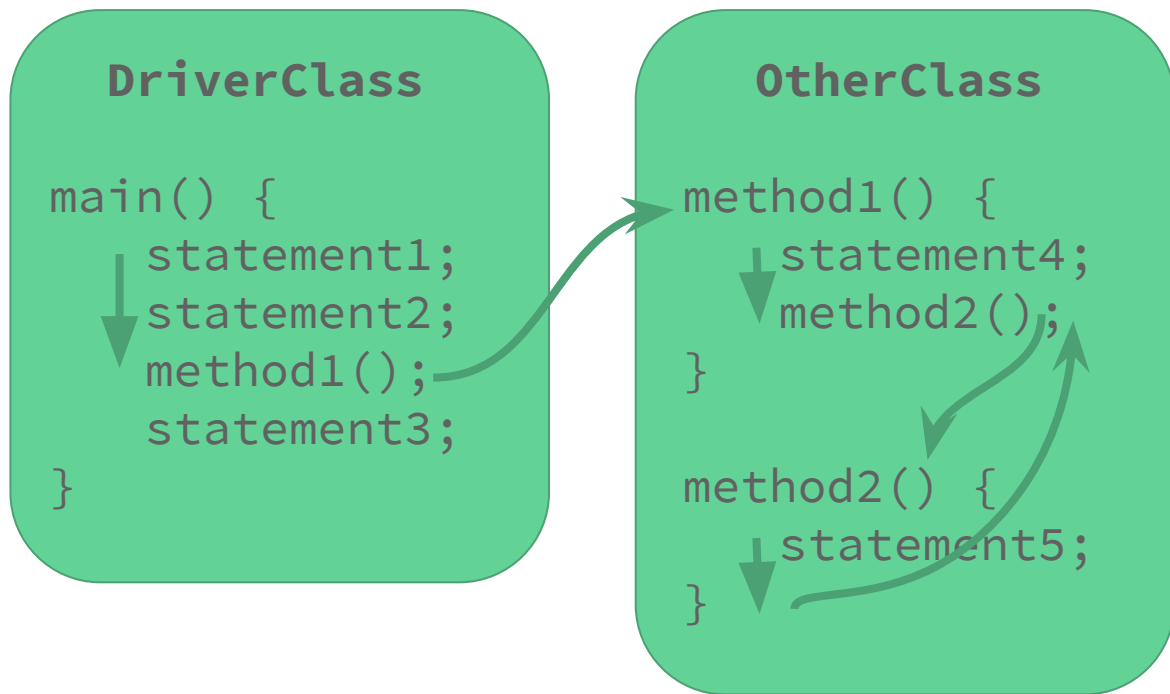 DriverClass
main() {
statement1;
statement2;
method1();
statement3;
}
OtherClass
method1() {
statement4;
method2();
}
method2() {
statement5;
}